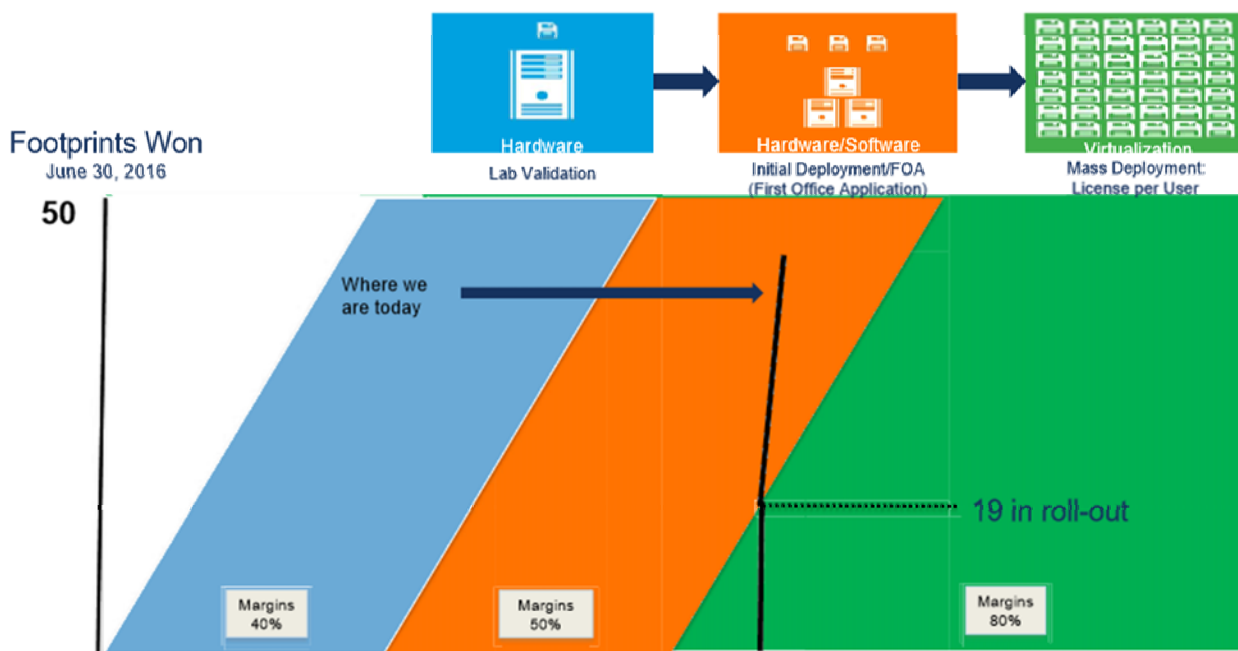 Hardware
Hardware/Software
Virtualization
Footprints Won
June 30, 2016
Lab Validation
Initial Deployment/FOA
(First Office Application)
Mass Deployment:
License per User
50
Where we
are today
19 in roll-out
Margins
40%
Margins
50%
Margins
80%